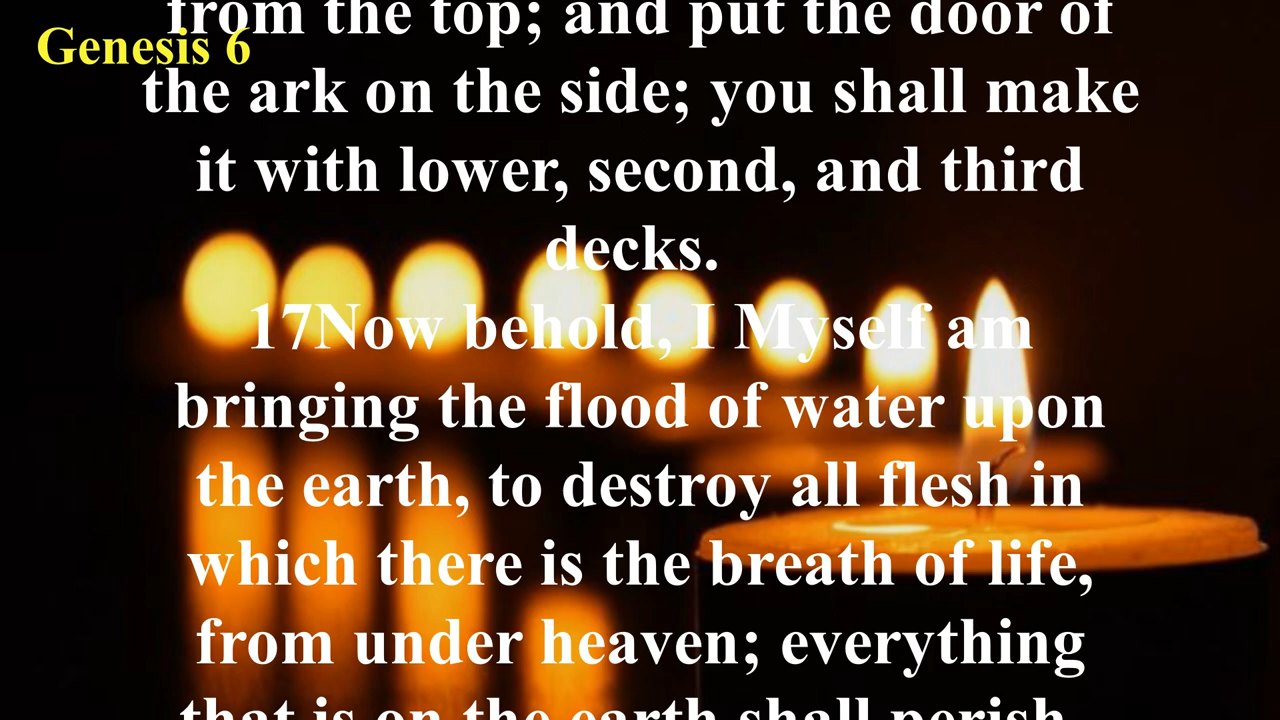 from the top; and put the door of
Genesis 6
the ark on the side; you shall make
it with lower, second, and third
decks.
17Now behold, I Myself am
bringing the flood of water upon
the earth, to destroy all flesh in
which there is the breath of life,
from under heaven; everything
that is on the earth shall perish.